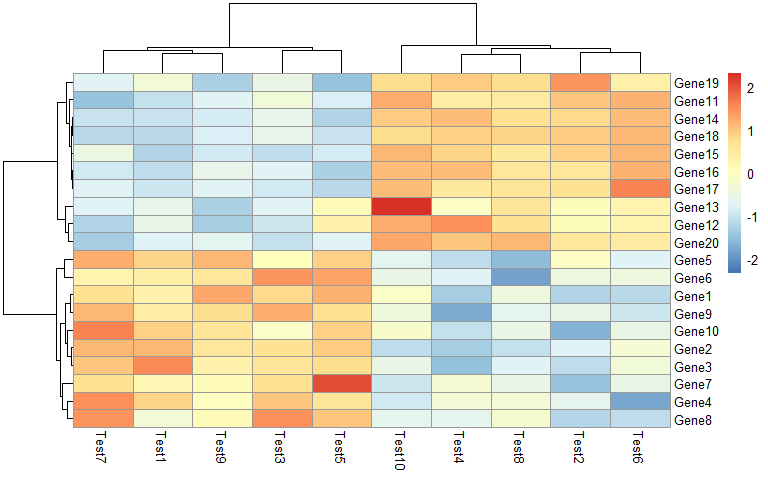 Gene19
Gene11
Gene14
Gene18
Gene15
Gene16
Gene17
Gene13
Gene12
Gene20
Gene5
Gene6
Gene1
Gene9
Gene10
Gene2
Gene3
Gene7
Gene4
Gene8
2
1
0
-1
-2
Test7
Test1
Test9
Test3
Test5
Test10
Test4
Test8
Test2
Test6